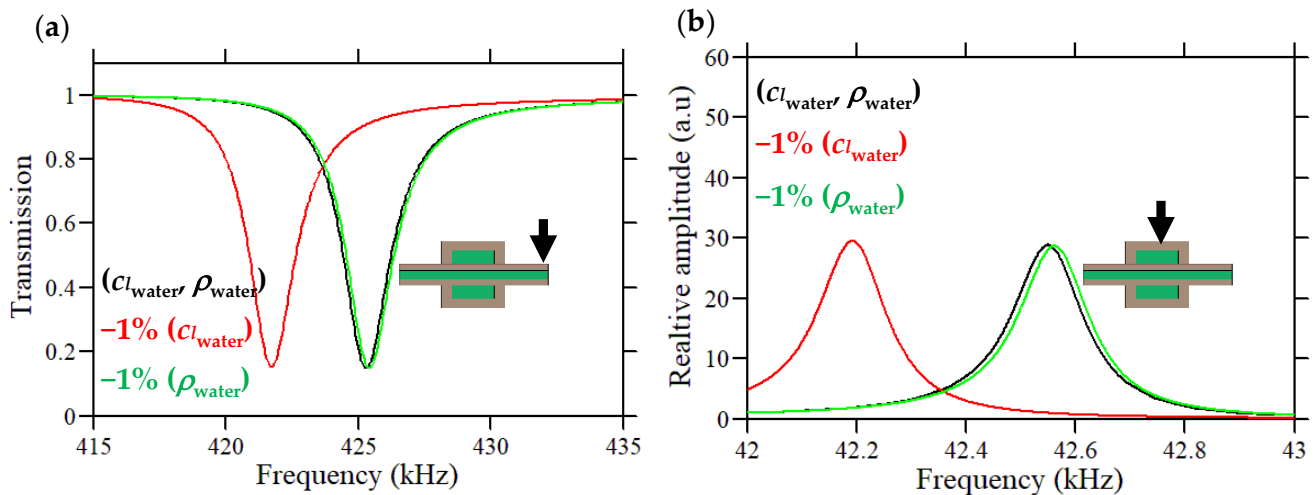 (a)
Transmission
1
0.8
0.6
0.4
0.2
0
(cl water, ρwater)
−1% (cl water)
−1% (ρwater)
415 420 425 430 435
Frequency (kHz)
(b)
Realtive amplitude (a.u)
60
50
40
30
20
10
0
(cl water, ρwater)
−1% (cl water)
−1% (ρwater)
42 42.2 42.4 42.6 42.8 43
Frequency (kHz)